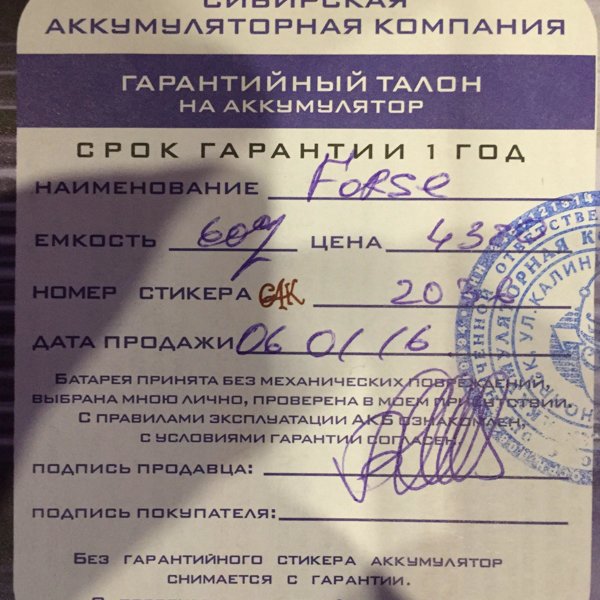 СИБИРСКАЯ
АККУМУЛЯТОРНАЯ КОМПАНИЯ
ГАРАНТИЙНЫЙ ТАЛОН
НА АККУМУЛЯТОР
СРОК ГАРАНТИИ 1 ГОД
НАИМЕНОВАНИЕ Forse
ЕМКОСТЬ 60 ЦЕНА
НОМЕР СТИКЕРА САК
ДАТА ПРОДАЖИ 06 01 16
БАТАРЕЯ ПРИНЯТА БЕЗ МЕХАНИЧЕСКИХ ПОВРЕЖДЕНИЙ,
ВЫБРАНА МНОЮ ЛИЧНО, ПРОВЕРЕНА В МОЕМ ПРИСУТСТВИИ.
С ПРАВИЛАМИ ЭКСПЛУАТАЦИИ АКБ ОЗНАКОМЛЕН,
С УСЛОВИЯМИ ГАРАНТИИ СОГЛАСЕН.
ПОДПИСЬ ПРОДАВЦА:
ПОДПИСЬ ПОКУПАТЕЛЯ:
БЕЗ ГАРАНТИЙНОГО СТИКЕРА АККУМУЛЯТОР
СНИМАЕТСЯ С ГАРАНТИИ.